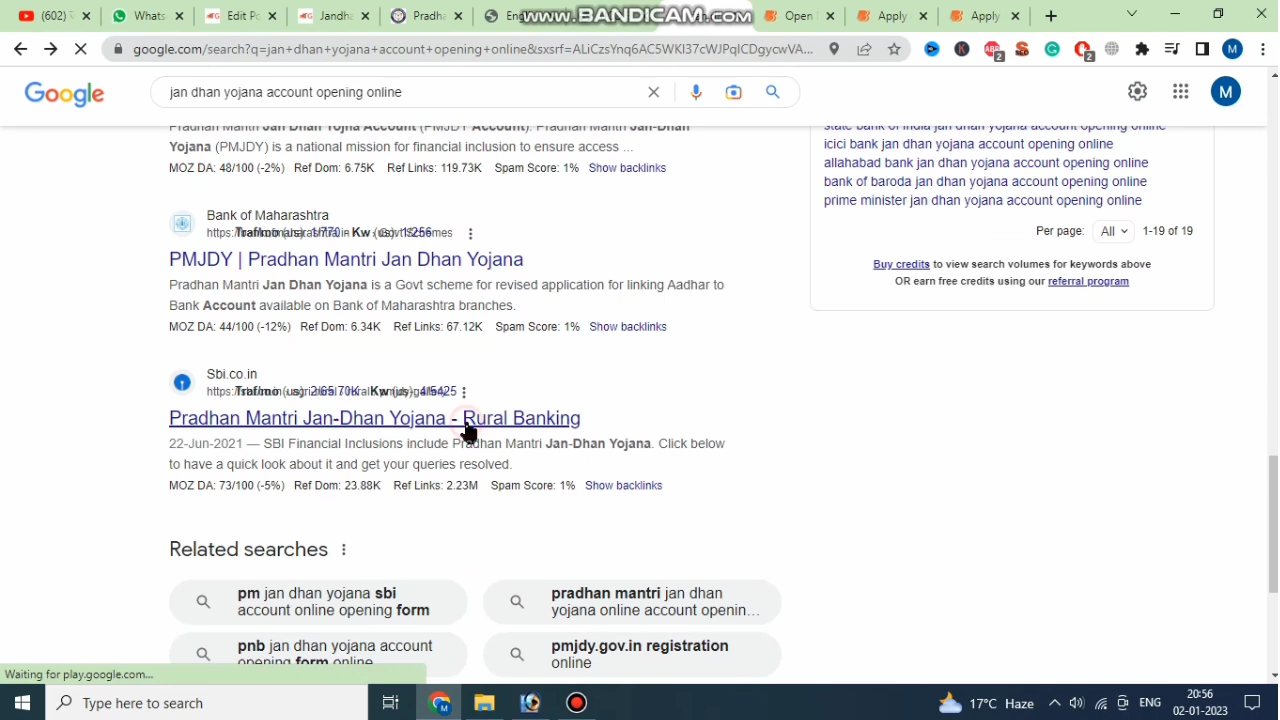 (602)
Whats
Edit P
Jandha
Pradha
Eng
www.BANDICAM.com
Open
Apply
Apply
google.com/search?q=jan+dhan+yojana+account+opening+online&sxsrf=ALiCzsYnq6AC5WKI37cWJPqICDgycwVA...
2
2
M
Google
jan dhan yojana account opening online
M
Pradhan Mantri Jan Dhan Yojna Account (PMJDY Account). Pradhan Mantri Jan-Dhan
Yojana (PMJDY) is a national mission for financial inclusion to ensure access ...
MOZ DA: 48/100 (-2%) Ref Dom: 6.75K Ref Links: 119.73K Spam Score: 1% Show backlinks
Bank of Maharashtra
PMJDY | Pradhan Mantri Jan Dhan Yojana
Pradhan Mantri Jan Dhan Yojana is a Govt scheme for revised application for linking Aadhar to
Bank Account available on Bank of Maharashtra branches.
MOZ DA: 44/100 (-12%) Ref Dom: 6.34K Ref Links: 67.12K Spam Score: 1% Show backlinks
Sbi.co.in
Pradhan Mantri Jan-Dhan Yojana - Rural Banking
22-Jun-2021 — SBI Financial Inclusions include Pradhan Mantri Jan-Dhan Yojana. Click below
to have a quick look about it and get your queries resolved.
MOZ DA: 73/100 (-5%) Ref Dom: 23.88K Ref Links: 2.23M Spam Score: 1% Show backlinks
Related searches
pm jan dhan yojana sbi
account online opening form
pradhan mantri jan dhan
yojana online account openin...
pnb jan dhan yojana account
opening form online
pmjdy.gov.in registration
online
state bank of india jan dhan yojana account opening online
icici bank jan dhan yojana account opening online
allahabad bank jan dhan yojana account opening online
bank of baroda jan dhan yojana account opening online
prime minister jan dhan yojana account opening online
Per page: All 1-19 of 19
Buy credits to view search volumes for keywords above
OR earn free credits using our referral program
Waiting for play.google.com...
Type here to search
17°C Haze
ENG
20:56
02-01-2023